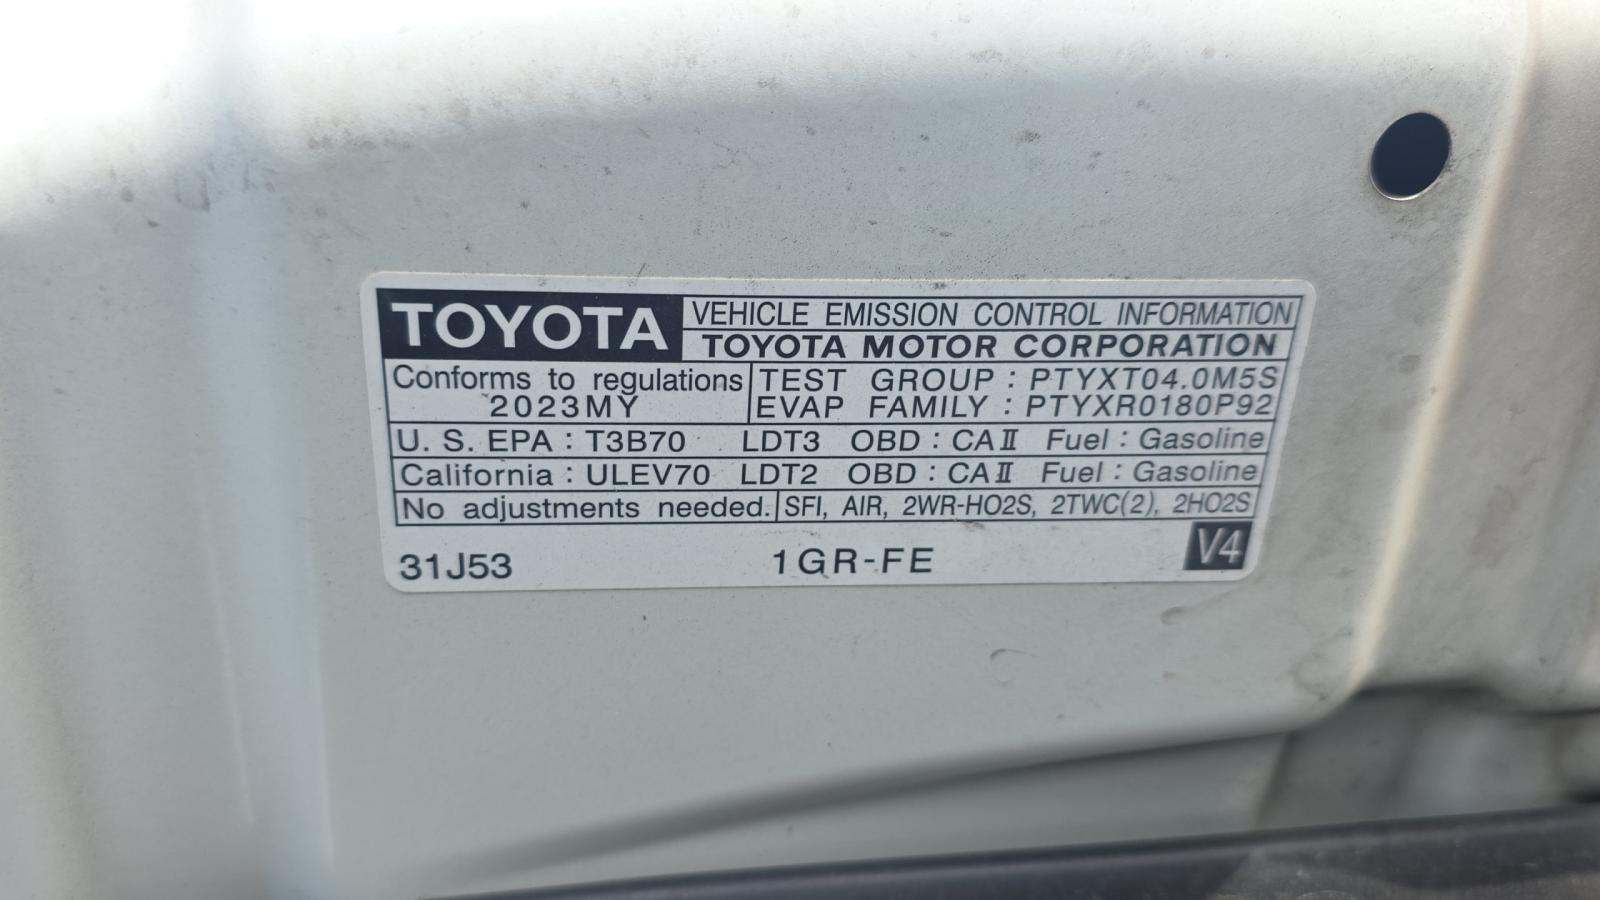 TOYOTA VEHICLE EMISSION CONTROL INFORMATION
TOYOTA MOTOR CORPORATION
Conforms to regulations TEST GROUP : PTYXT04.0M5S
2023MY EVAP FAMILY : PTYXR0180P92
U. S. EPA : T3B70 LDT3 OBD : CAⅡ Fuel : Gasoline
California : ULEV70 LDT2 OBD : CAⅡ Fuel : Gasoline
No adjustments needed. SFI, AIR, 2WR-HO2S, 2TWC(2), 2HO2S
31J53 1GR-FE V4